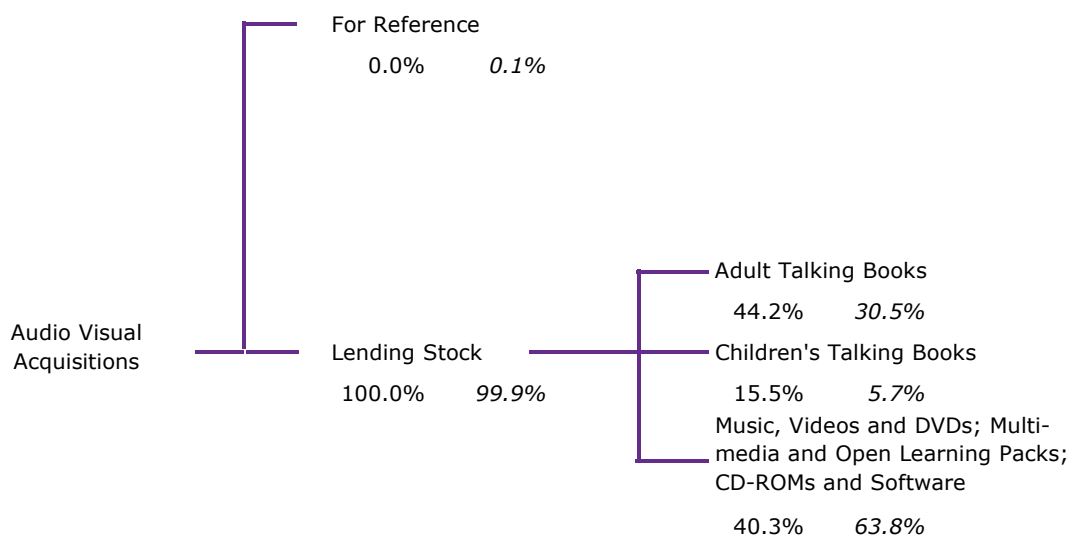 For Reference
0.0% 0.1%
Audio Visual
Acquisitions
Lending Stock
100.0% 99.9%
Adult Talking Books
44.2% 30.5%
Children's Talking Books
15.5% 5.7%
Music, Videos and DVDs; Multi-
media and Open Learning Packs;
CD-ROMs and Software
40.3% 63.8%